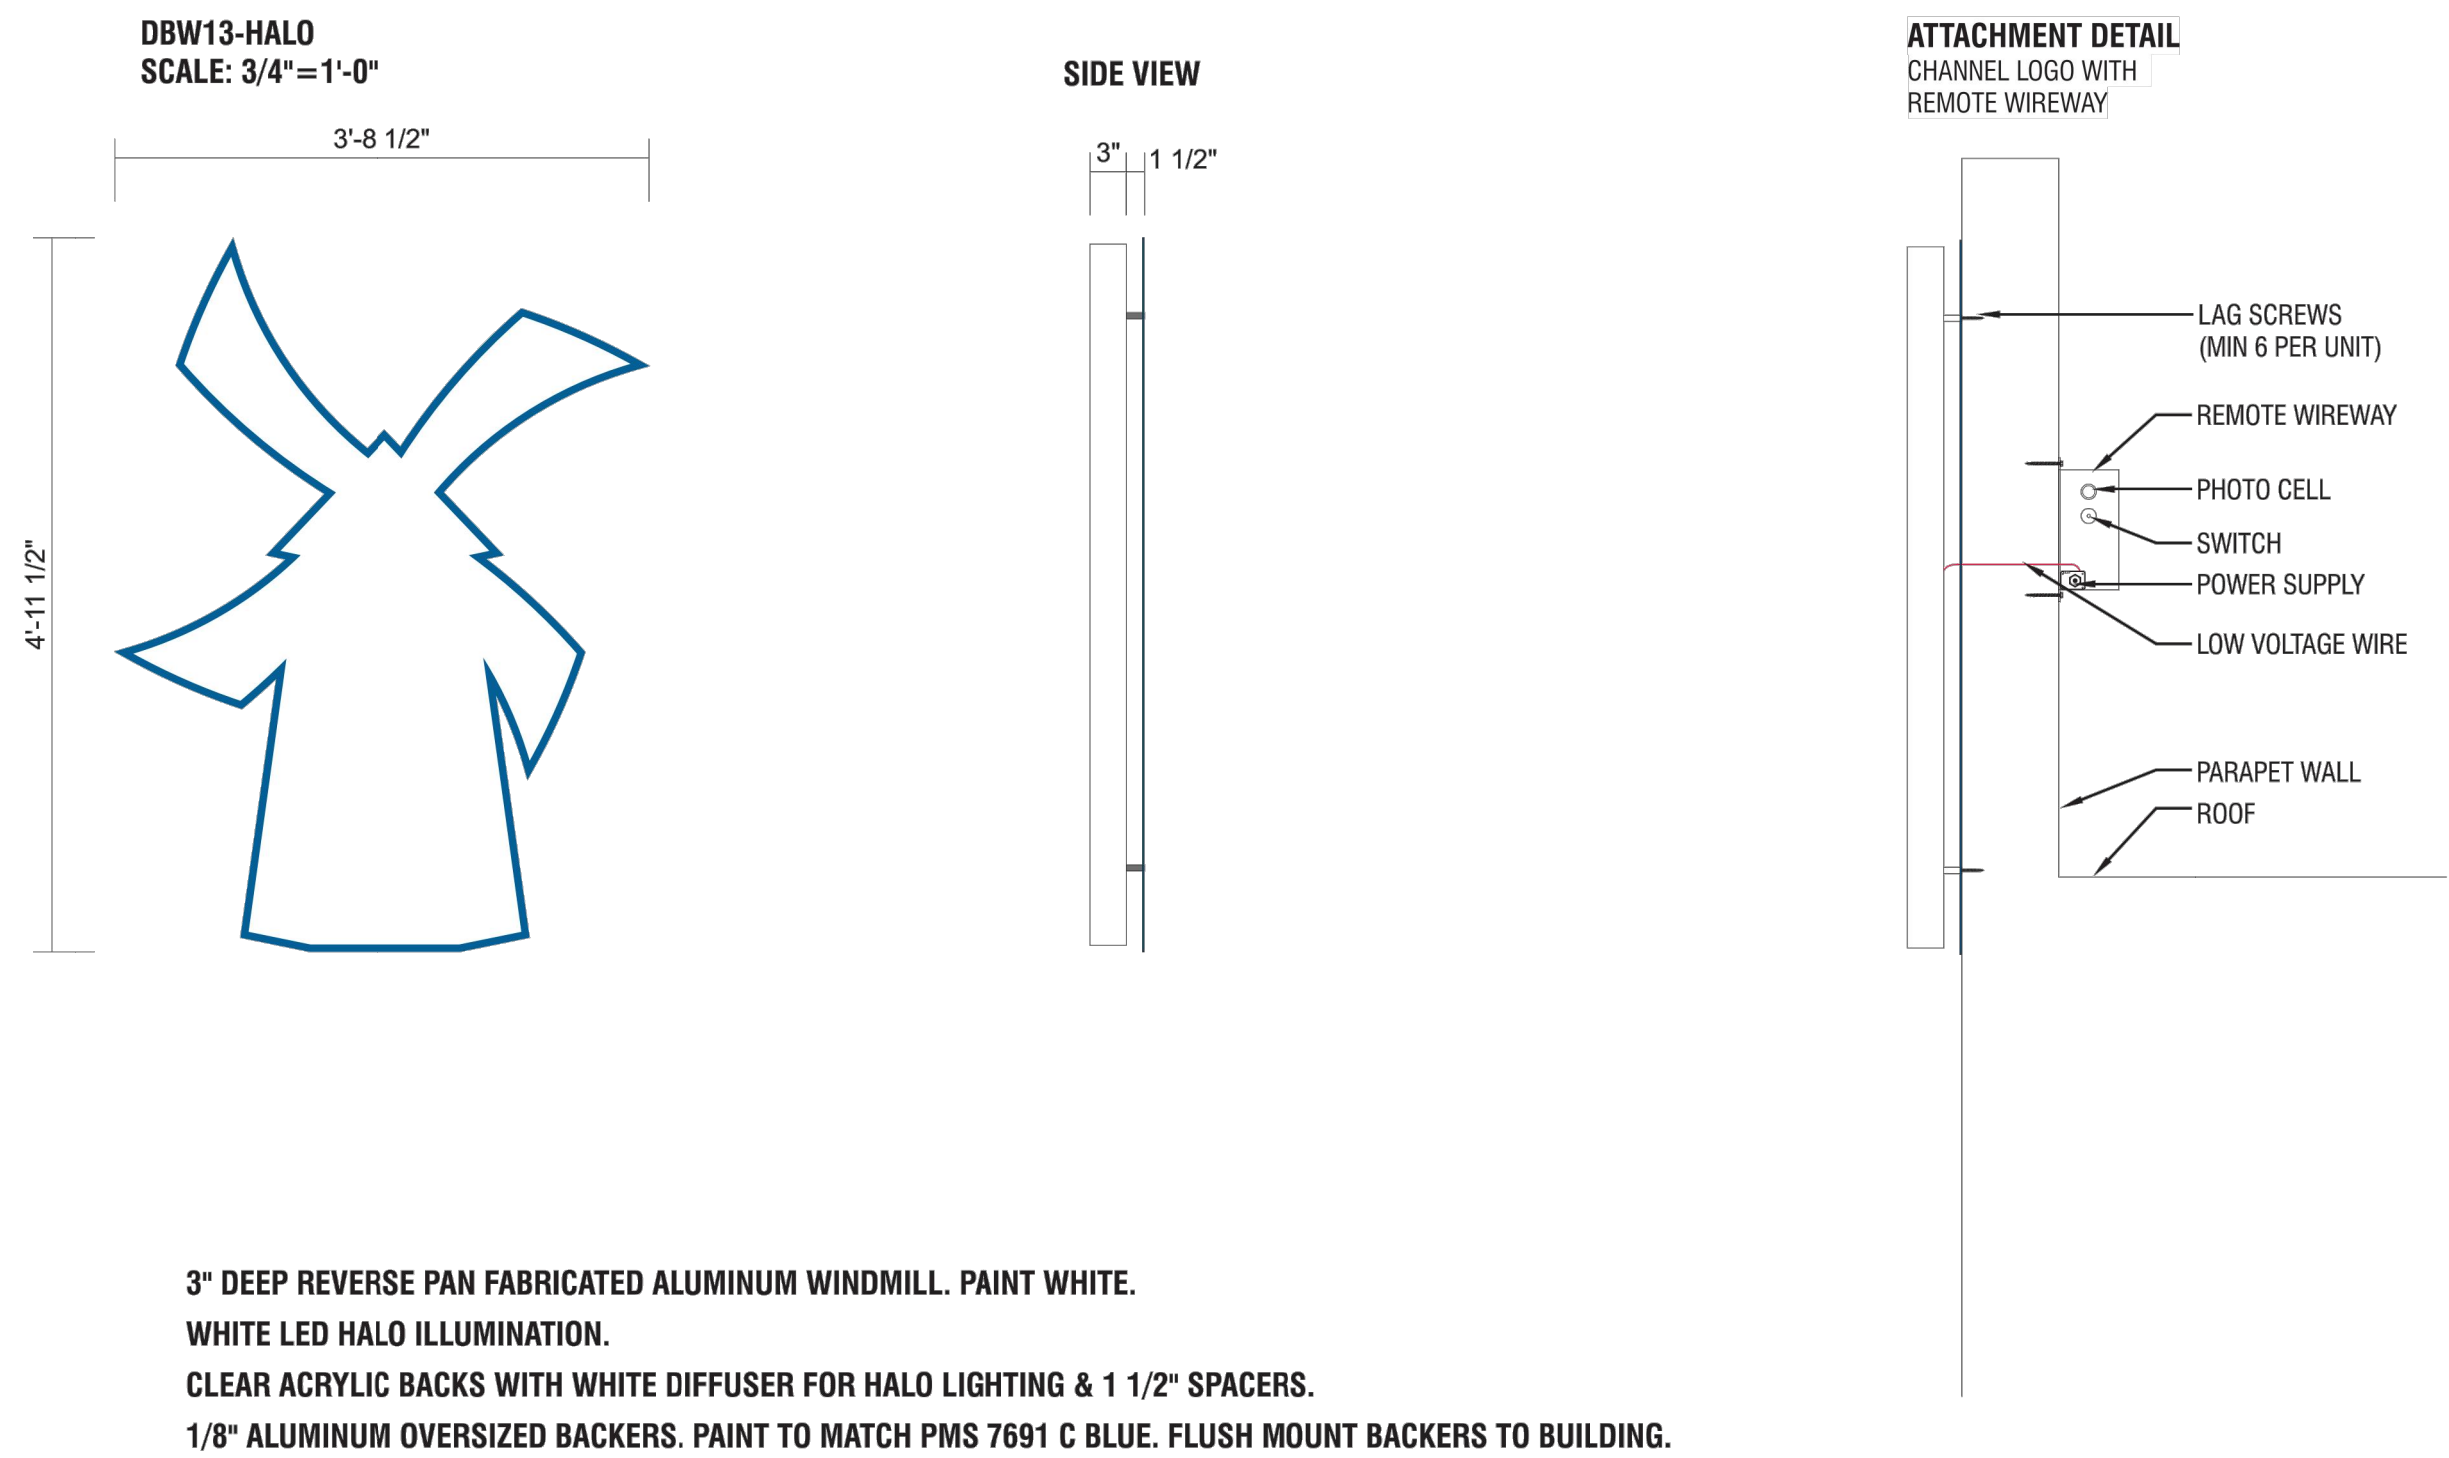 DBW13-HALO
SCALE: 3/4"=1'-0"
3'-8 1/2"
4'-11 1/2"
SIDE VIEW
3"
1 1/2"
ATTACHMENT DETAIL
CHANNEL LOGO WITH
REMOTE WIREWAY
LAG SCREWS
(MIN 6 PER UNIT)
REMOTE WIREWAY
PHOTO CELL
SWITCH
POWER SUPPLY
LOW VOLTAGE WIRE
PARAPET WALL
ROOF
3" DEEP REVERSE PAN FABRICATED ALUMINUM WINDMILL. PAINT WHITE.
WHITE LED HALO ILLUMINATION.
CLEAR ACRYLIC BACKS WITH WHITE DIFFUSER FOR HALO LIGHTING & 1 1/2" SPACERS.
1/8" ALUMINUM OVERSIZED BACKERS. PAINT TO MATCH PMS 7691 C BLUE. FLUSH MOUNT BACKERS TO BUILDING.